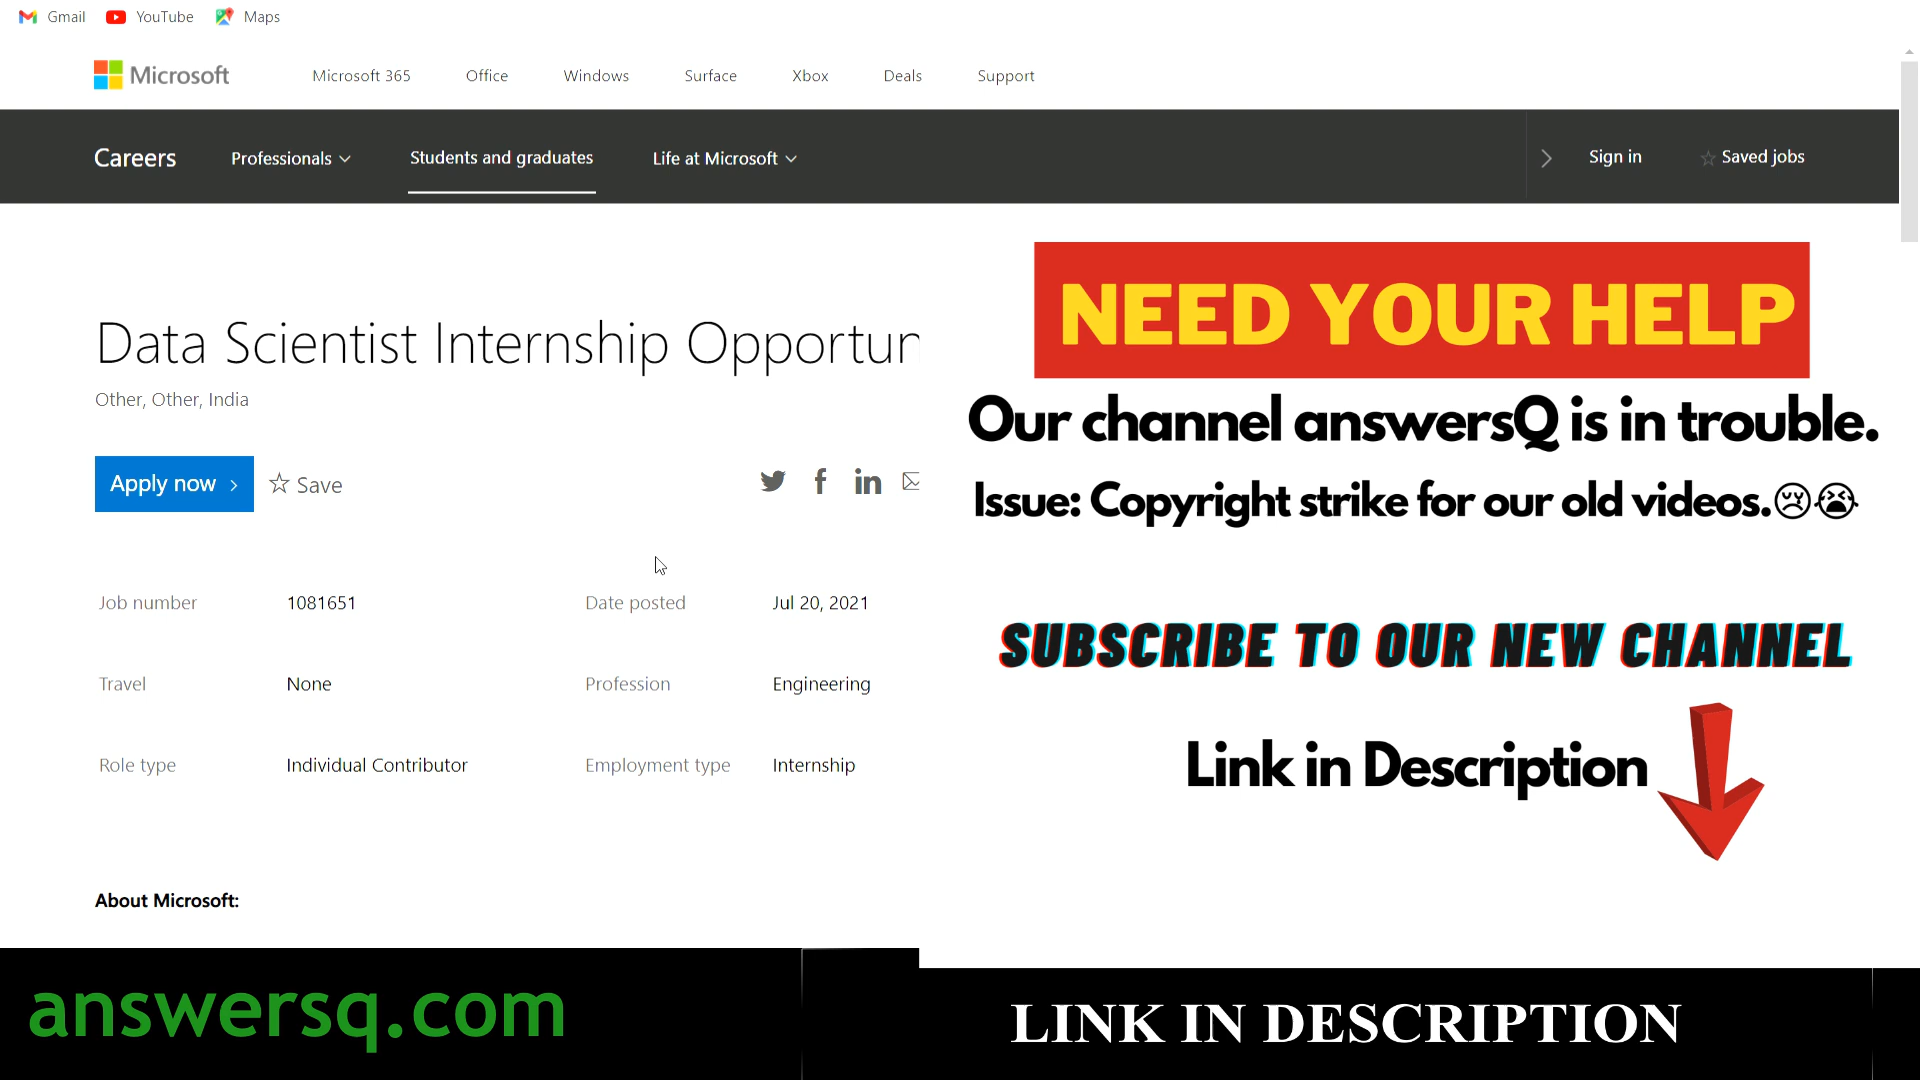 Gmail YouTube Maps
Microsoft Microsoft 365 Office Windows Surface Xbox Deals Support
Careers Professionals Students and graduates Life at Microsoft Sign in Saved jobs
Data Scientist Internship Opportun
Other, Other, India
Apply now Save
Job number 1081651 Date posted Jul 20, 2021
Travel None Profession Engineering
Role type Individual Contributor Employment type Internship
About Microsoft:
NEED YOUR HELP
Our channel answersQ is in trouble.
Issue: Copyright strike for our old videos.😢😭
SUBSCRIBE TO OUR NEW CHANNEL
Link in Description
answersq.com
LINK IN DESCRIPTION